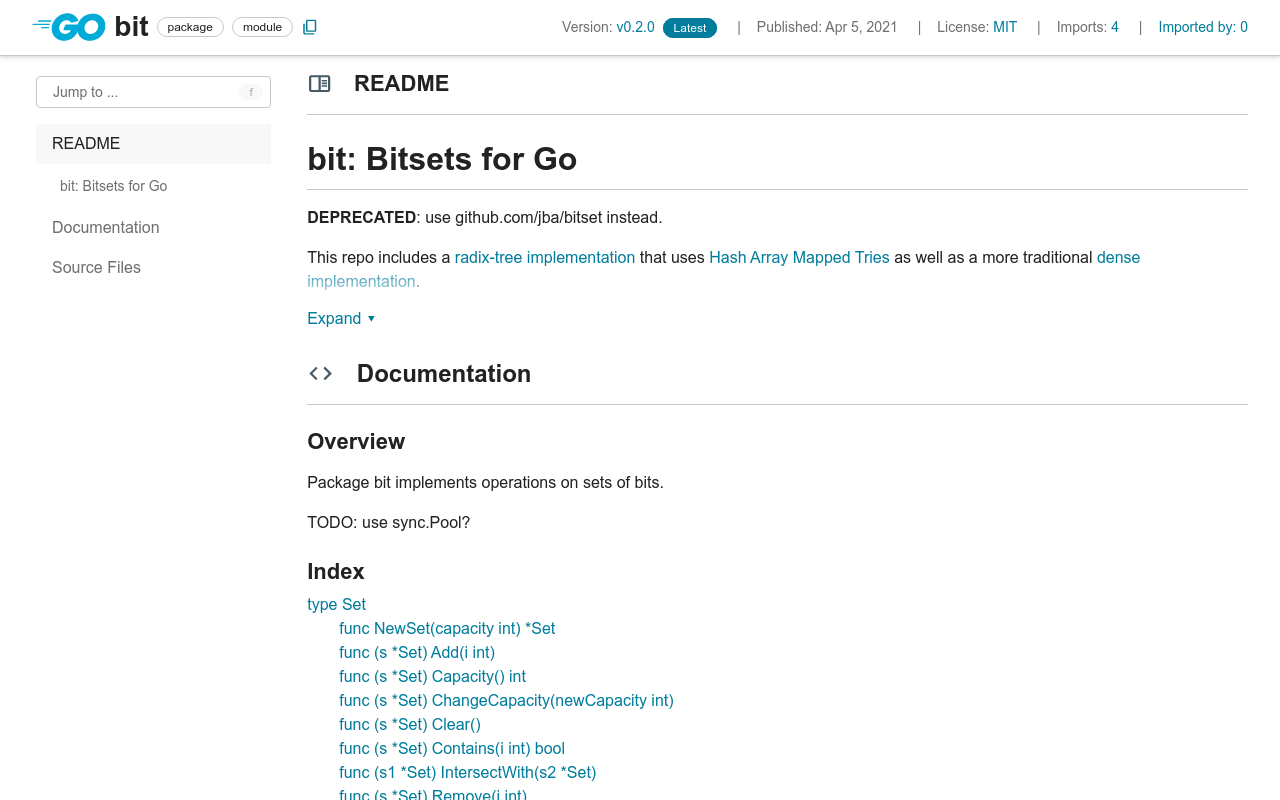 GO bit package module Version: v0.2.0 Latest | Published: Apr 5, 2021 | License: MIT | Imports: 4 | Imported by: 0
Jump to ... f
README
bit: Bitsets for Go
Documentation
Source Files
README
bit: Bitsets for Go
DEPRECATED: use github.com/jba/bitset instead.
This repo includes a radix-tree implementation that uses Hash Array Mapped Tries as well as a more traditional dense
implementation.
Expand ▾
Documentation
Overview
Package bit implements operations on sets of bits.
TODO: use sync.Pool?
Index
type Set
func NewSet(capacity int) *Set
func (s *Set) Add(i int)
func (s *Set) Capacity() int
func (s *Set) ChangeCapacity(newCapacity int)
func (s *Set) Clear()
func (s *Set) Contains(i int) bool
func (s1 *Set) IntersectWith(s2 *Set)
func (s *Set) Remove(i int)